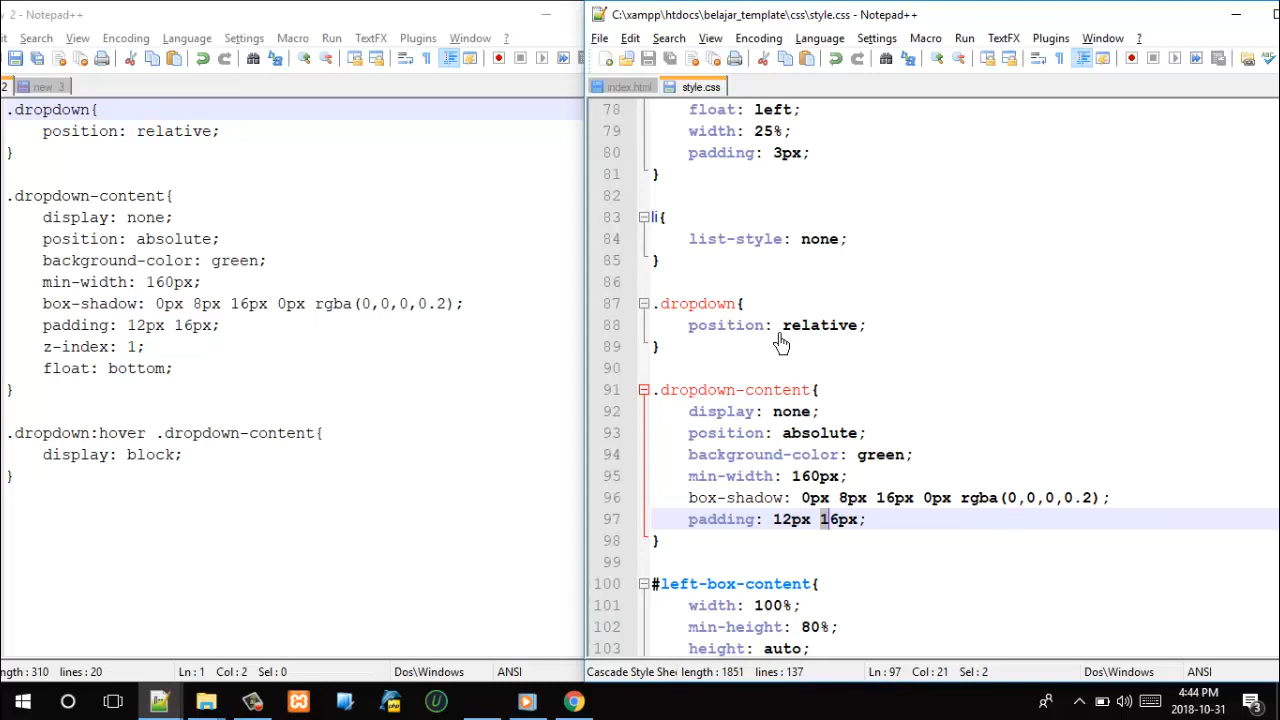 w 2 - Notepad++
C:\xampp\htdocs\belajar_template\css\style.css - Notepad++
it Search View Encoding Language Settings Macro Run TextFX Plugins Window ?
File Edit Search View Encoding Language Settings Macro Run TextFX Plugins Window ?
2 new 3
index.html style.css
.dropdown{
position: relative;
}
.dropdown-content{
display: none;
position: absolute;
background-color: green;
min-width: 160px;
box-shadow: 0px 8px 16px 0px rgba(0,0,0,0.2);
padding: 12px 16px;
z-index: 1;
float: bottom;
}
.dropdown:hover .dropdown-content{
display: block;
}
78 float: left;
79 width: 25%;
80 padding: 3px;
81 }
82
83 li{
84 list-style: none;
85 }
86
87 .dropdown{
88 position: relative;
89 }
90
91 .dropdown-content{
92 display: none;
93 position: absolute;
94 background-color: green;
95 min-width: 160px;
96 box-shadow: 0px 8px 16px 0px rgba(0,0,0,0.2);
97 padding: 12px 16px;
98 }
99
100 #left-box-content{
101 width: 100%;
102 min-height: 80%;
103 height: auto;
ngth : 310 lines : 20 Ln : 1 Col : 2 Sel : 0 Dos\Windows ANSI
Cascade Style Shee length : 1851 lines : 137 Ln : 97 Col : 21 Sel : 2 Dos\Windows ANSI
4:44 PM
2018-10-31
3